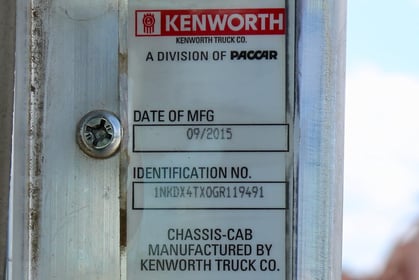 KENWORTH
KENWORTH TRUCK CO.
A DIVISION OF PACCAR
DATE OF MFG
09/2015
IDENTIFICATION NO.
1NKDX4TX0GR119491
CHASSIS-CAB
MANUFACTURED BY
KENWORTH TRUCK CO.